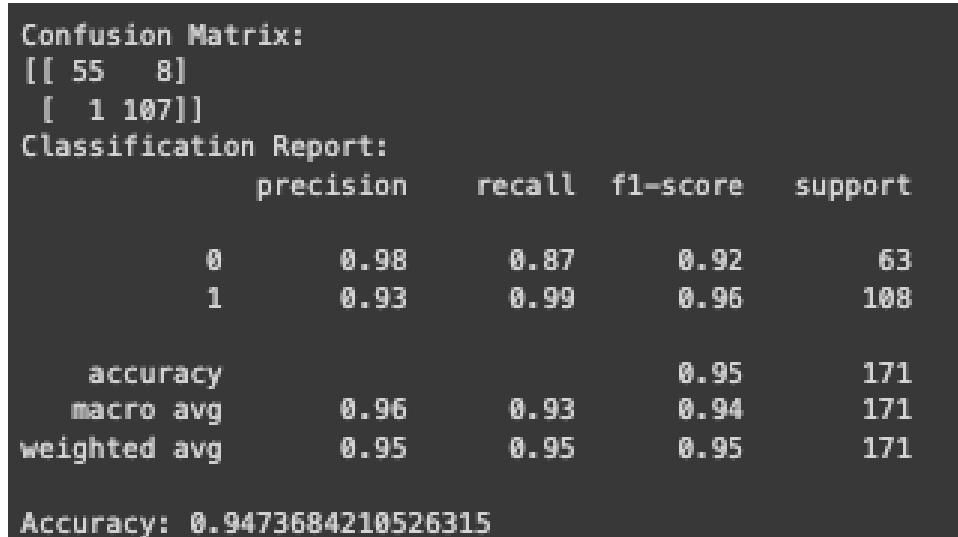 Confusion Matrix:
[[ 55   8]
 [  1 107]]
Classification Report:
              precision    recall  f1-score   support

           0       0.98      0.87      0.92        63
           1       0.93      0.99      0.96       108

    accuracy                           0.95       171
   macro avg       0.96      0.93      0.94       171
weighted avg       0.95      0.95      0.95       171

Accuracy: 0.9473684210526315